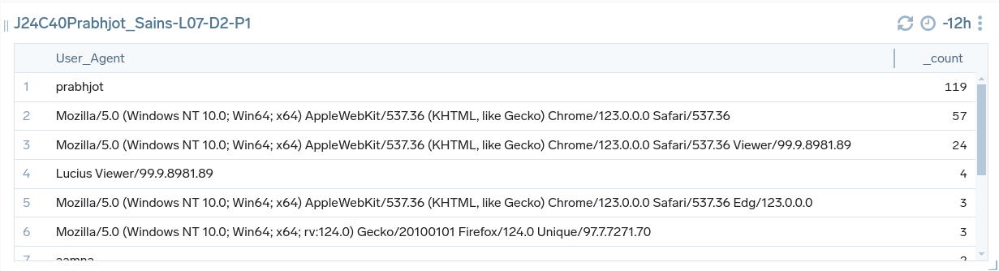 J24C40Prabhjot_Sains-L07-D2-P1 -12h
User_Agent _count
1 prabhjot 119
2 Mozilla/5.0 (Windows NT 10.0; Win64; x64) AppleWebKit/537.36 (KHTML, like Gecko) Chrome/123.0.0.0 Safari/537.36 57
3 Mozilla/5.0 (Windows NT 10.0; Win64; x64) AppleWebKit/537.36 (KHTML, like Gecko) Chrome/123.0.0.0 Safari/537.36 Viewer/99.9.8981.89 24
4 Lucius Viewer/99.9.8981.89 4
5 Mozilla/5.0 (Windows NT 10.0; Win64; x64) AppleWebKit/537.36 (KHTML, like Gecko) Chrome/123.0.0.0 Safari/537.36 Edg/123.0.0.0 3
6 Mozilla/5.0 (Windows NT 10.0; Win64; x64; rv:124.0) Gecko/20100101 Firefox/124.0 Unique/97.7.7271.70 3
7